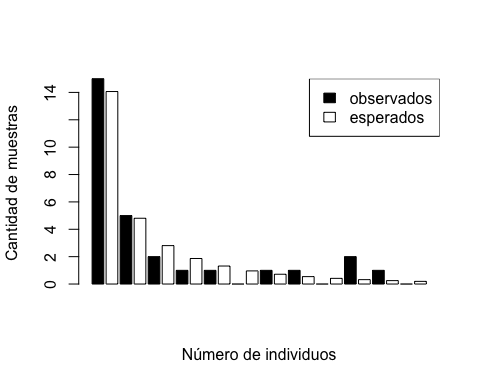 Cantidad de muestras
14
10
8
6
4
2
0
observados
esperados
Número de individuos